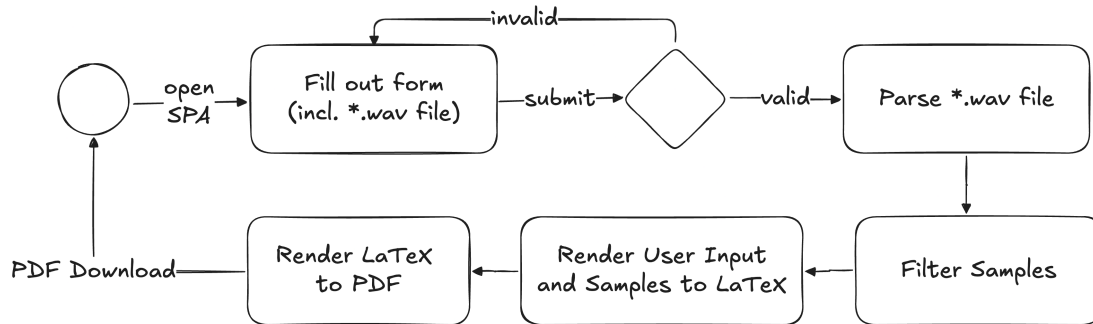 invalid
open
SPA
Fill out form
(incl. *.wav file)
submit
valid
Parse *.wav file
PDF Download
Render LaTeX
to PDF
Render User Input
and Samples to LaTeX
Filter Samples